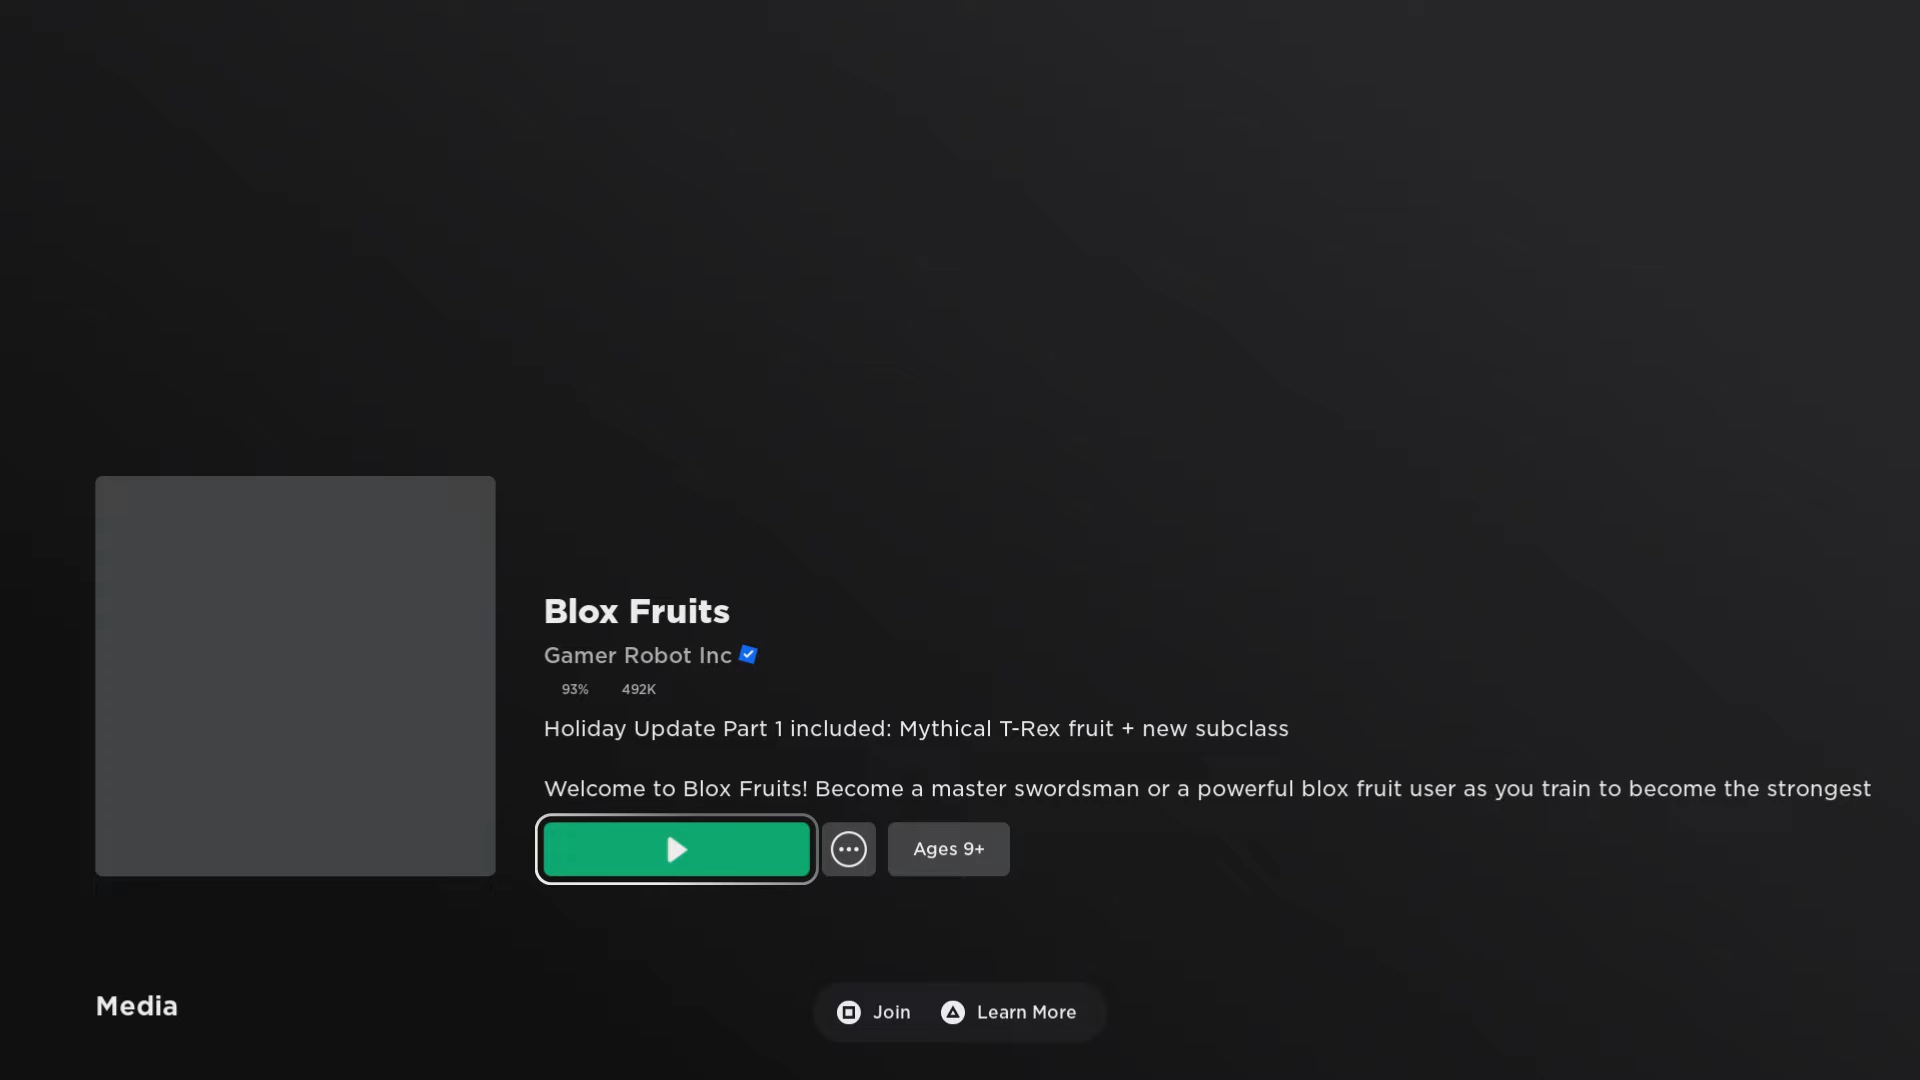 Blox Fruits
Gamer Robot Inc
93% 492K
Holiday Update Part 1 included: Mythical T-Rex fruit + new subclass
Welcome to Blox Fruits! Become a master swordsman or a powerful blox fruit user as you train to become the strongest
Ages 9+
Media
Join Learn More